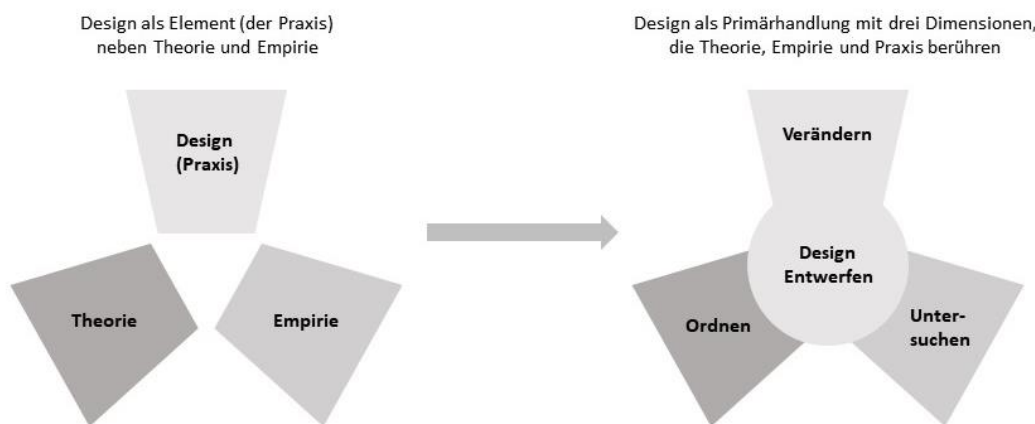 Design als Element (der Praxis)
neben Theorie und Empirie
Design
(Praxis)
Theorie
Empirie
Design als Primärhandlung mit drei Dimensionen,
die Theorie, Empirie und Praxis berühren
Verändern
Design
Entwerfen
Ordnen
Unter-
suchen